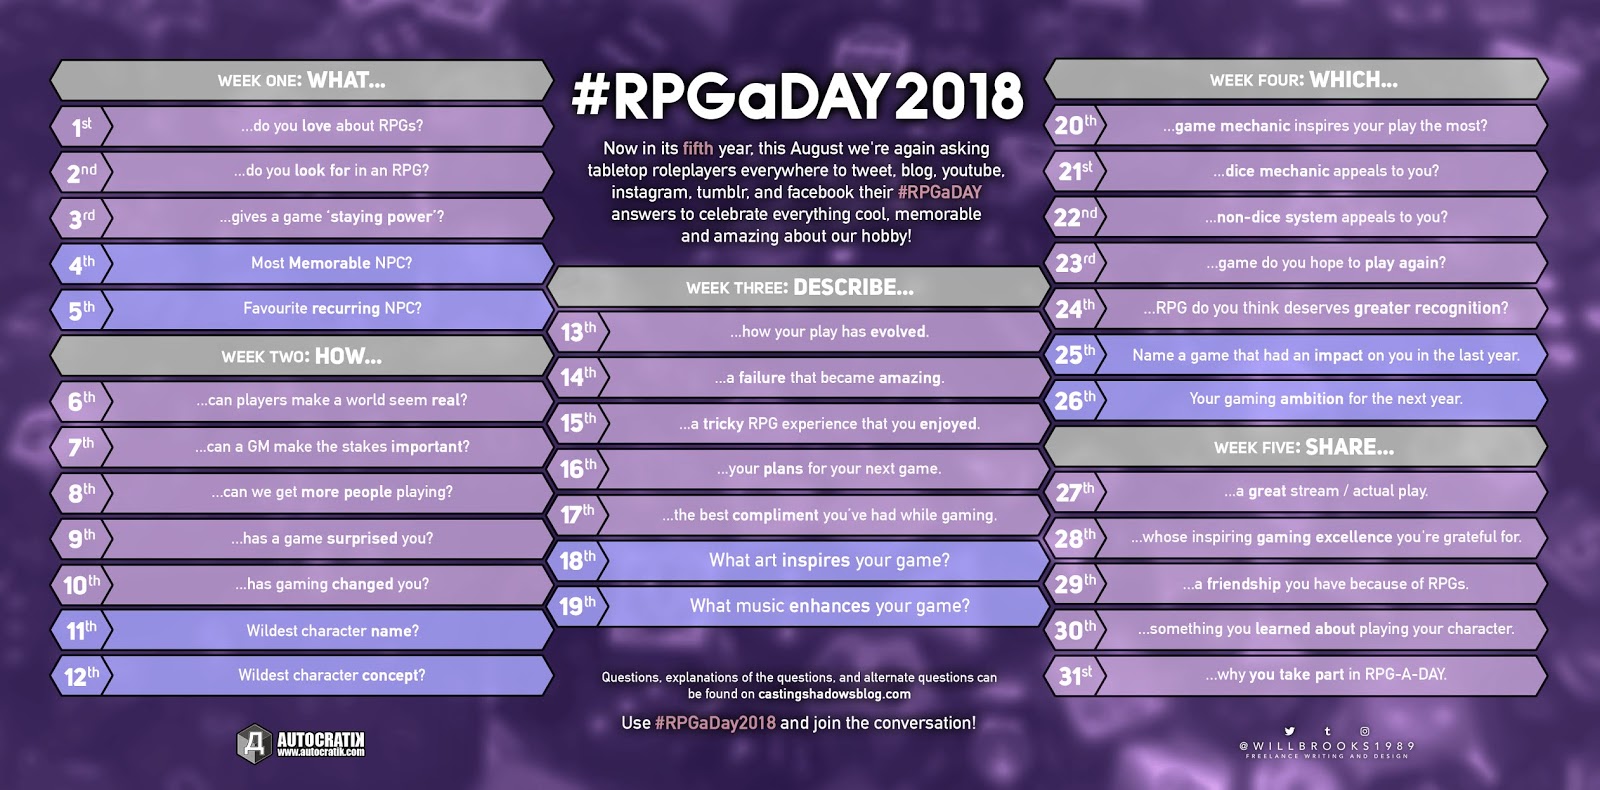 WEEK ONE: WHAT...
1st ...do you love about RPGs?
2nd ...do you look for in an RPG?
3rd ...gives a game ‘staying power’?
4th Most Memorable NPC?
5th Favourite recurring NPC?
WEEK TWO: HOW...
6th ...can players make a world seem real?
7th ...can a GM make the stakes important?
8th ...can we get more people playing?
9th ...has a game surprised you?
10th ...has gaming changed you?
11th Wildest character name?
12th Wildest character concept?
AUTOCRATIK
www.autocratik.com
#RPGaDAY2018
Now in its fifth year, this August we're again asking
tabletop roleplayers everywhere to tweet, blog, youtube,
instagram, tumblr, and facebook their #RPGaDAY
answers to celebrate everything cool, memorable
and amazing about our hobby!
WEEK THREE: DESCRIBE...
13th ...how your play has evolved.
14th ...a failure that became amazing.
15th ...a tricky RPG experience that you enjoyed.
16th ...your plans for your next game.
17th ...the best compliment you've had while gaming.
18th What art inspires your game?
19th What music enhances your game?
Questions, explanations of the questions, and alternate questions can
be found on castingshadowsblog.com
Use #RPGaDay2018 and join the conversation!
WEEK FOUR: WHICH...
20th ...game mechanic inspires your play the most?
21st ...dice mechanic appeals to you?
22nd ...non-dice system appeals to you?
23rd ...game do you hope to play again?
24th ...RPG do you think deserves greater recognition?
25th Name a game that had an impact on you in the last year.
26th Your gaming ambition for the next year.
WEEK FIVE: SHARE...
27th ...a great stream / actual play.
28th ...whose inspiring gaming excellence you're grateful for.
29th ...a friendship you have because of RPGs.
30th ...something you learned about playing your character.
31st ...why you take part in RPG-A-DAY.
@WILLBROOKS1989
FREELANCE WRITING AND DESIGN